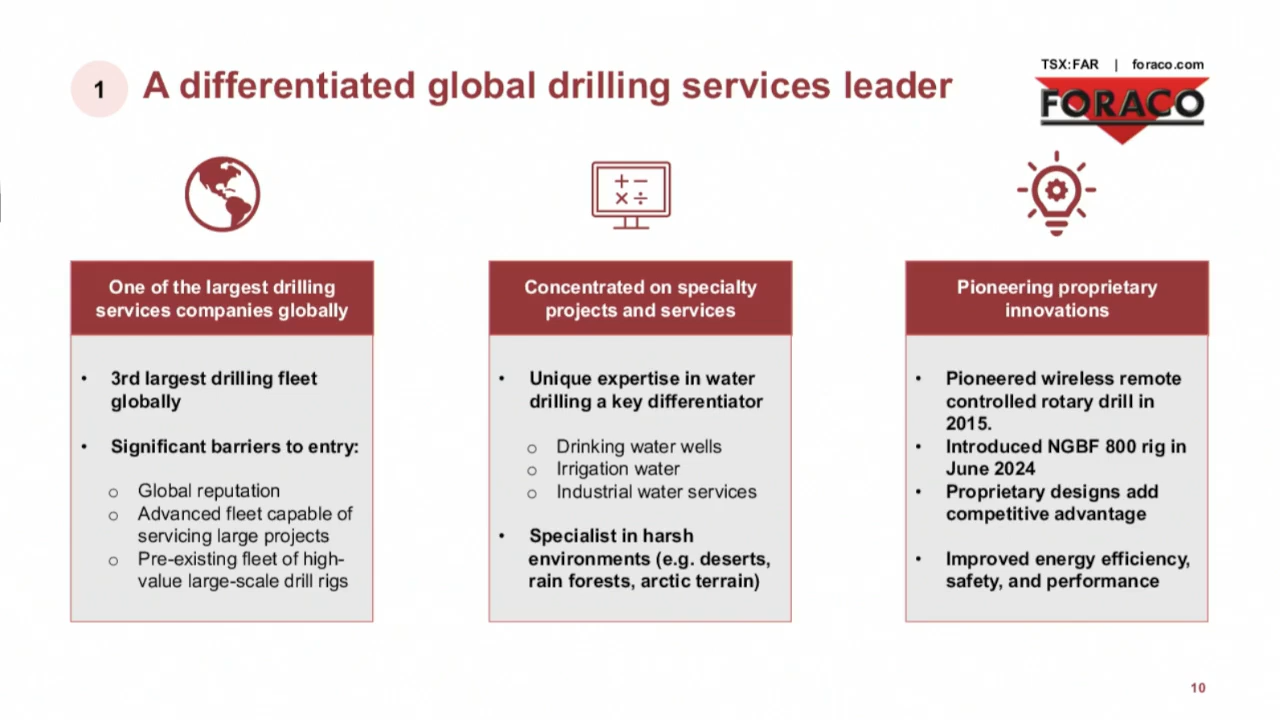 1
A differentiated global drilling services leader
TSX:FAR | foraco.com
FORACO
+ −
× ÷
One of the largest drilling
services companies globally
• 3rd largest drilling fleet
globally
• Significant barriers to entry:
o Global reputation
o Advanced fleet capable of
servicing large projects
o Pre-existing fleet of high-
value large-scale drill rigs
Concentrated on specialty
projects and services
• Unique expertise in water
drilling a key differentiator
o Drinking water wells
o Irrigation water
o Industrial water services
• Specialist in harsh
environments (e.g. deserts,
rain forests, arctic terrain)
Pioneering proprietary
innovations
• Pioneered wireless remote
controlled rotary drill in
2015.
• Introduced NGBF 800 rig in
June 2024
• Proprietary designs add
competitive advantage
• Improved energy efficiency,
safety, and performance
10